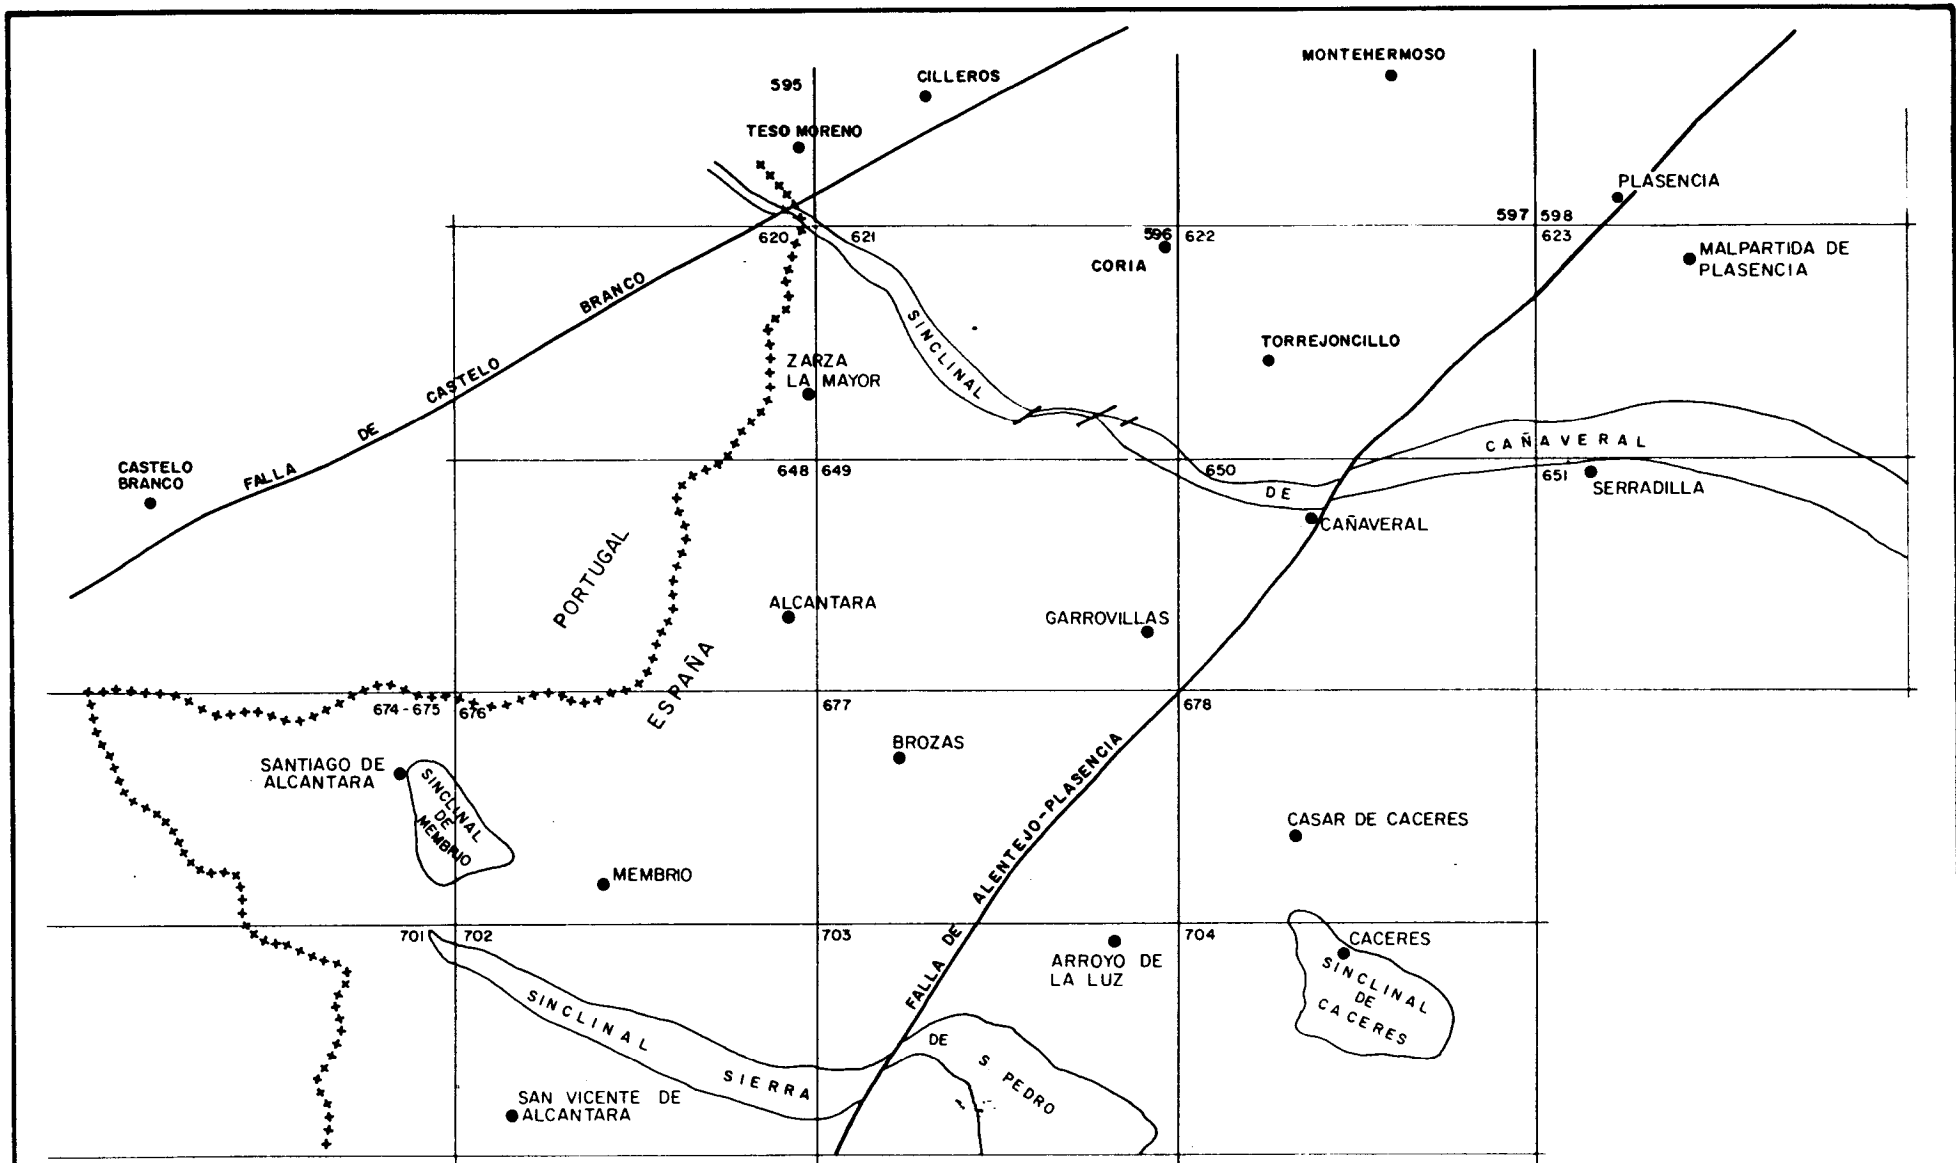 MONTEHERMOSO
595
CILLEROS
TESO MORENO
PLASENCIA
597 598
620
621
596
622
623
CORIA
MALPARTIDA DE
PLASENCIA
FALLA DE CASTELO BRANCO
SINCLINAL DE CAÑAVERAL
ZARZA
LA MAYOR
TORREJONCILLO
CASTELO
BRANCO
648
649
650
651
SERRADILLA
CAÑAVERAL
PORTUGAL
ESPAÑA
ALCANTARA
GARROVILLAS
674-675
676
677
678
SANTIAGO DE
ALCANTARA
SINCLINAL
DE
MEMBRIO
BROZAS
FALLA DE ALENTEJO-PLASENCIA
CASAR DE CACERES
MEMBRIO
701
702
703
704
ARROYO DE
LA LUZ
CACERES
SINCLINAL
DE
CACERES
SINCLINAL SIERRA DE S. PEDRO
SAN VICENTE DE
ALCANTARA